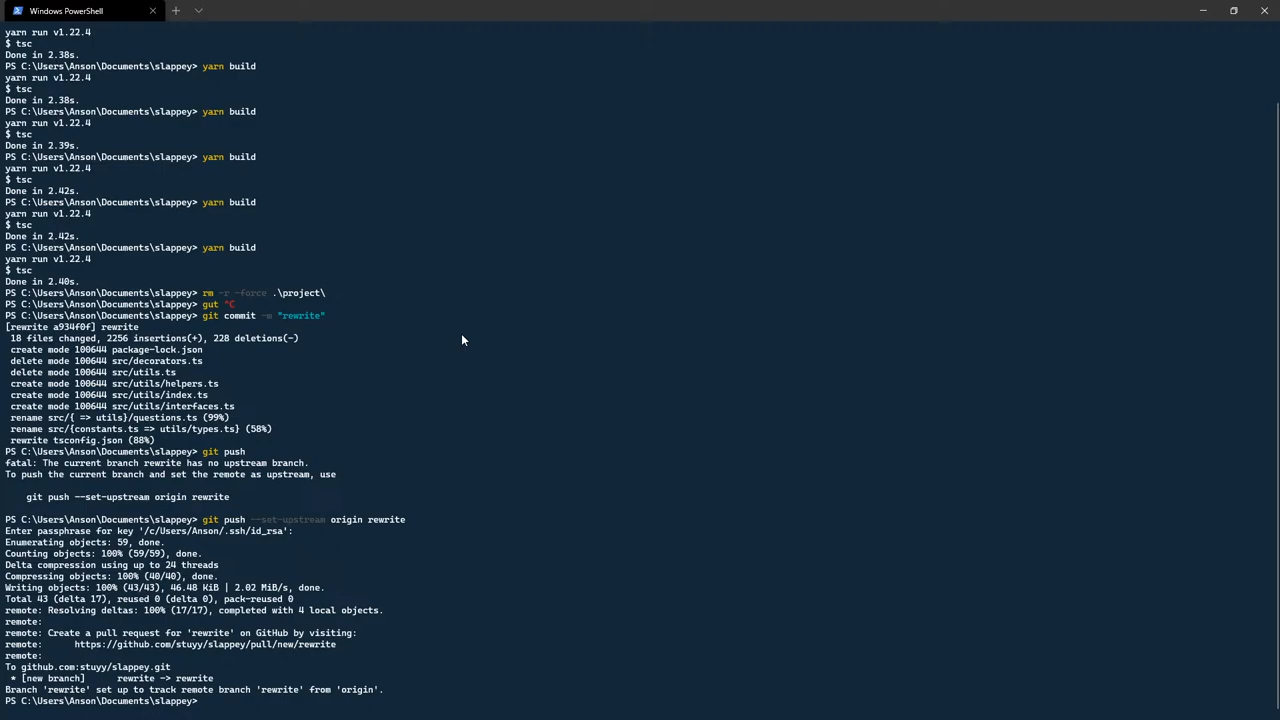 Windows PowerShell
yarn run v1.22.4
$ tsc
Done in 2.38s.
PS C:\Users\Anson\Documents\slappey> yarn build
yarn run v1.22.4
$ tsc
Done in 2.38s.
PS C:\Users\Anson\Documents\slappey> yarn build
yarn run v1.22.4
$ tsc
Done in 2.39s.
PS C:\Users\Anson\Documents\slappey> yarn build
yarn run v1.22.4
$ tsc
Done in 2.42s.
PS C:\Users\Anson\Documents\slappey> yarn build
yarn run v1.22.4
$ tsc
Done in 2.42s.
PS C:\Users\Anson\Documents\slappey> yarn build
yarn run v1.22.4
$ tsc
Done in 2.40s.
PS C:\Users\Anson\Documents\slappey> rm -r -force .\project\
PS C:\Users\Anson\Documents\slappey> gut ^C
PS C:\Users\Anson\Documents\slappey> git commit -m "rewrite"
[rewrite a934f0f] rewrite
18 files changed, 2256 insertions(+), 228 deletions(-)
create mode 100644 package-lock.json
delete mode 100644 src/decorators.ts
delete mode 100644 src/utils.ts
create mode 100644 src/utils/helpers.ts
create mode 100644 src/utils/index.ts
create mode 100644 src/utils/interfaces.ts
rename src/{ => utils}/questions.ts (99%)
rename src/{constants.ts => utils/types.ts} (58%)
rewrite tsconfig.json (88%)
PS C:\Users\Anson\Documents\slappey> git push
fatal: The current branch rewrite has no upstream branch.
To push the current branch and set the remote as upstream, use
git push --set-upstream origin rewrite
PS C:\Users\Anson\Documents\slappey> git push --set-upstream origin rewrite
Enter passphrase for key '/c/Users/Anson/.ssh/id_rsa':
Enumerating objects: 59, done.
Counting objects: 100% (59/59), done.
Delta compression using up to 24 threads
Compressing objects: 100% (40/40), done.
Writing objects: 100% (43/43), 46.48 KiB | 2.02 MiB/s, done.
Total 43 (delta 17), reused 0 (delta 0), pack-reused 0
remote: Resolving deltas: 100% (17/17), completed with 4 local objects.
remote:
remote: Create a pull request for 'rewrite' on GitHub by visiting:
remote:      https://github.com/stuyy/slappey/pull/new/rewrite
remote:
To github.com:stuyy/slappey.git
* [new branch]      rewrite -> rewrite
Branch 'rewrite' set up to track remote branch 'rewrite' from 'origin'.
PS C:\Users\Anson\Documents\slappey>